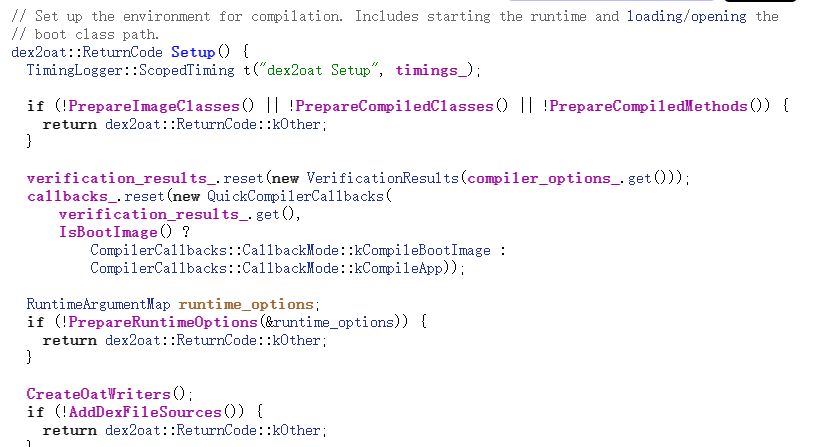 // Set up the environment for compilation. Includes starting the runtime and loading/opening the
// boot class path.
dex2oat::ReturnCode Setup() {
  TimingLogger::ScopedTiming t("dex2oat Setup", timings_);

  if (!PrepareImageClasses() || !PrepareCompiledClasses() || !PrepareCompiledMethods()) {
    return dex2oat::ReturnCode::kOther;
  }

  verification_results_.reset(new VerificationResults(compiler_options_.get()));
  callbacks_.reset(new QuickCompilerCallbacks(
      verification_results_.get(),
      IsBootImage() ?
          CompilerCallbacks::CallbackMode::kCompileBootImage :
          CompilerCallbacks::CallbackMode::kCompileApp));

  RuntimeArgumentMap runtime_options;
  if (!PrepareRuntimeOptions(&runtime_options)) {
    return dex2oat::ReturnCode::kOther;
  }

  CreateOatWriters();
  if (!AddDexFileSources()) {
    return dex2oat::ReturnCode::kOther;
  }